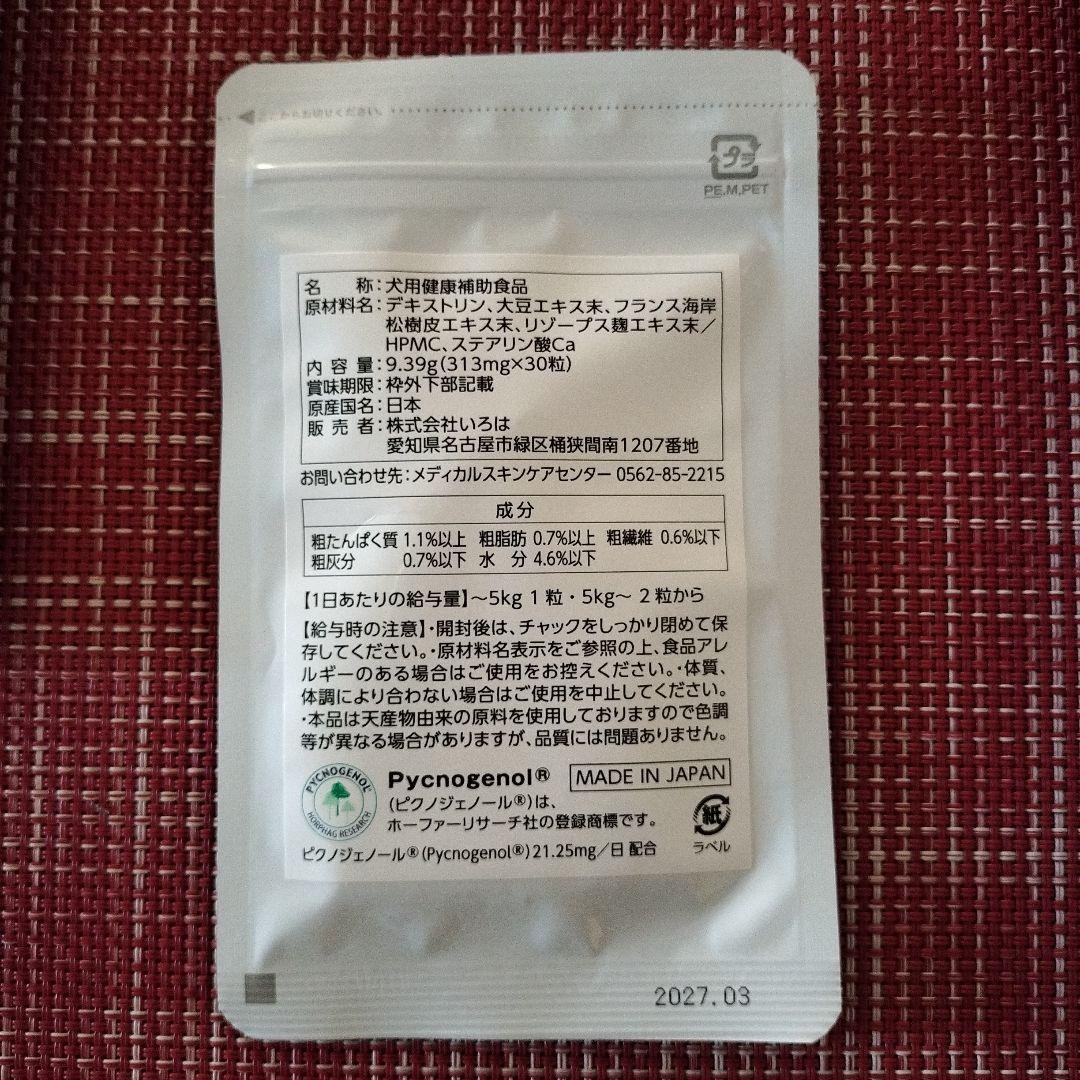 ここからお切りください。
プラ
PE.M.PET
名 称：犬用健康補助食品
原材料名：デキストリン、大豆エキス末、フランス海岸
松樹皮エキス末、リゾープス麹エキス末／
HPMC、ステアリン酸Ca
内容量：9.39g(313mg×30粒)
賞味期限：枠外下部記載
原産国名：日本
販売者：株式会社いろは
愛知県名古屋市緑区桶狭間南1207番地
お問い合わせ先：メディカルスキンケアセンター 0562-85-2215
成分
粗たんぱく質 1.1%以上 粗脂肪 0.7%以上 粗繊維 0.6%以下
粗灰分 0.7%以下 水 分 4.6%以下
【1日あたりの給与量】～5kg 1粒・5kg～ 2粒から
【給与時の注意】・開封後は、チャックをしっかり閉めて保
存してください。・原材料名表示をご参照の上、食品アレ
ルギーのある場合はご使用をお控えください。・体質、
体調により合わない場合はご使用を中止してください。
・本品は天産物由来の原料を使用しておりますので色調
等が異なる場合がありますが、品質には問題ありません。
PYCNOGENOL®
HORPHAG RESEARCH
Pycnogenol® MADE IN JAPAN
(ピクノジェノール®)は、
ホーファーリサーチ社の登録商標です。
紙
ラベル
ピクノジェノール®(Pycnogenol®)21.25mg／日 配合
2027.03